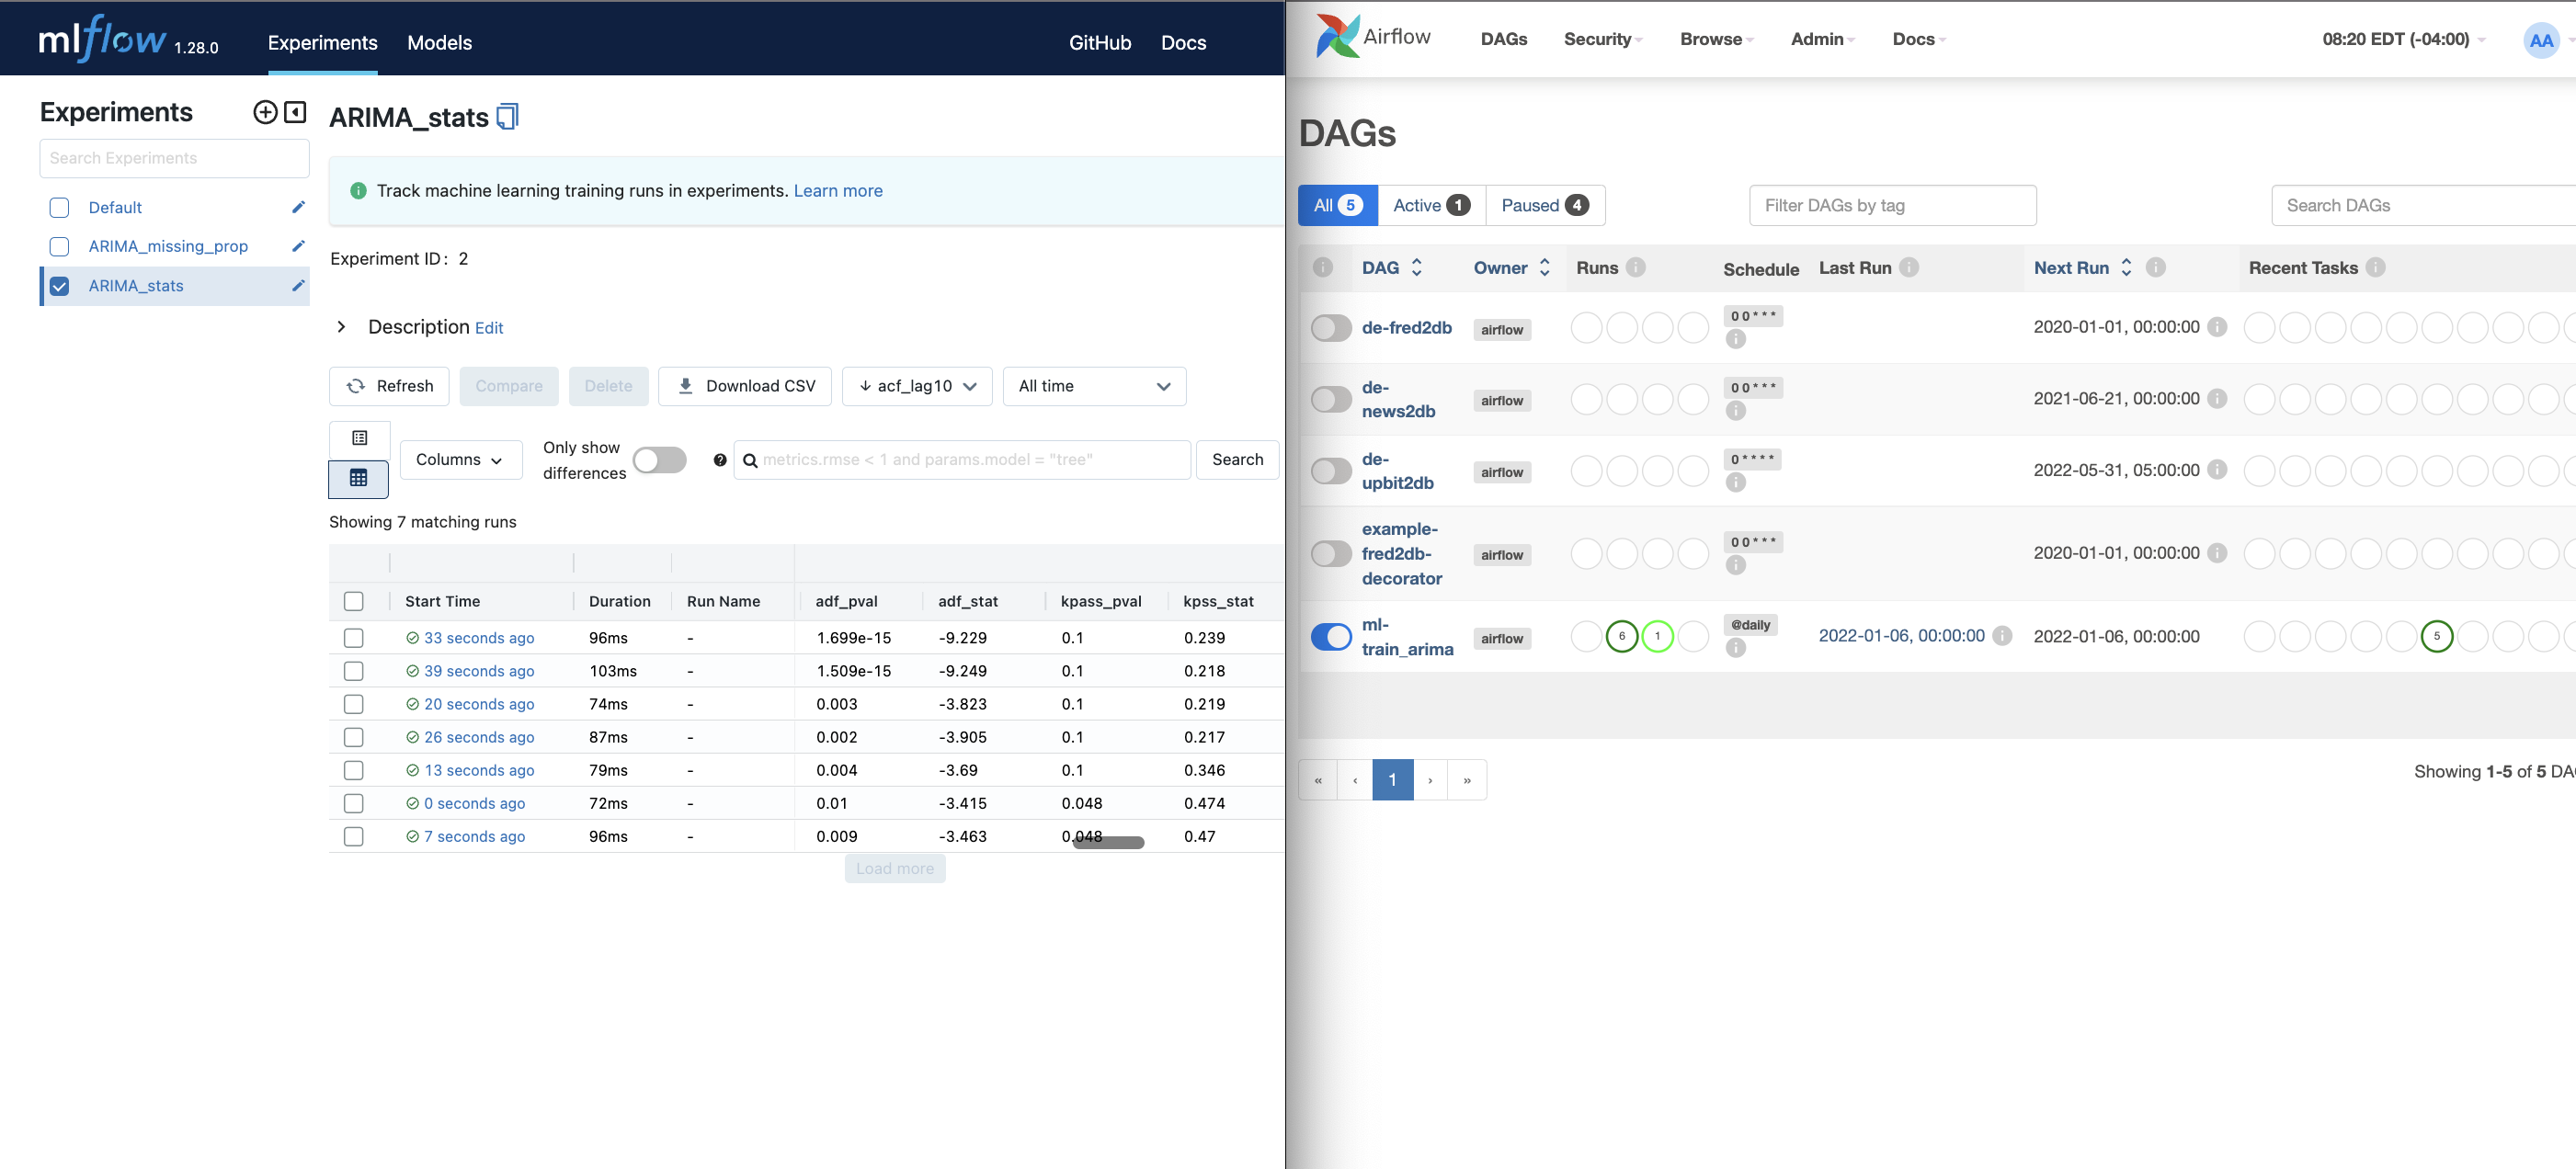 mlflow 1.28.0 Experiments Models GitHub Docs
Experiments
Search Experiments
Default
ARIMA_missing_prop
ARIMA_stats
ARIMA_stats
Track machine learning training runs in experiments. Learn more
Experiment ID: 2
Description Edit
Refresh Compare Delete Download CSV ↓ acf_lag10 All time
Columns
Only show
differences
metrics.rmse < 1 and params.model = "tree"
Search
Showing 7 matching runs
Start Time Duration Run Name adf_pval adf_stat kpass_pval kpss_stat
33 seconds ago 96ms - 1.699e-15 -9.229 0.1 0.239
39 seconds ago 103ms - 1.509e-15 -9.249 0.1 0.218
20 seconds ago 74ms - 0.003 -3.823 0.1 0.219
26 seconds ago 87ms - 0.002 -3.905 0.1 0.217
13 seconds ago 79ms - 0.004 -3.69 0.1 0.346
0 seconds ago 72ms - 0.01 -3.415 0.048 0.474
7 seconds ago 96ms - 0.009 -3.463 0.048 0.47
Load more
Airflow DAGs Security Browse Admin Docs 08:20 EDT (-04:00) AA
DAGs
All 5 Active 1 Paused 4 Filter DAGs by tag Search DAGs
DAG Owner Runs Schedule Last Run Next Run Recent Tasks
de-fred2db airflow 0 0 * * * 2020-01-01, 00:00:00
de-
news2db airflow 0 0 * * * 2021-06-21, 00:00:00
de-
upbit2db airflow 0 * * * * 2022-05-31, 05:00:00
example-
fred2db-
decorator airflow 0 0 * * * 2020-01-01, 00:00:00
ml-
train_arima airflow 6 1 @daily 2022-01-06, 00:00:00 2022-01-06, 00:00:00 5
« ‹ 1 › »
Showing 1-5 of 5 DA